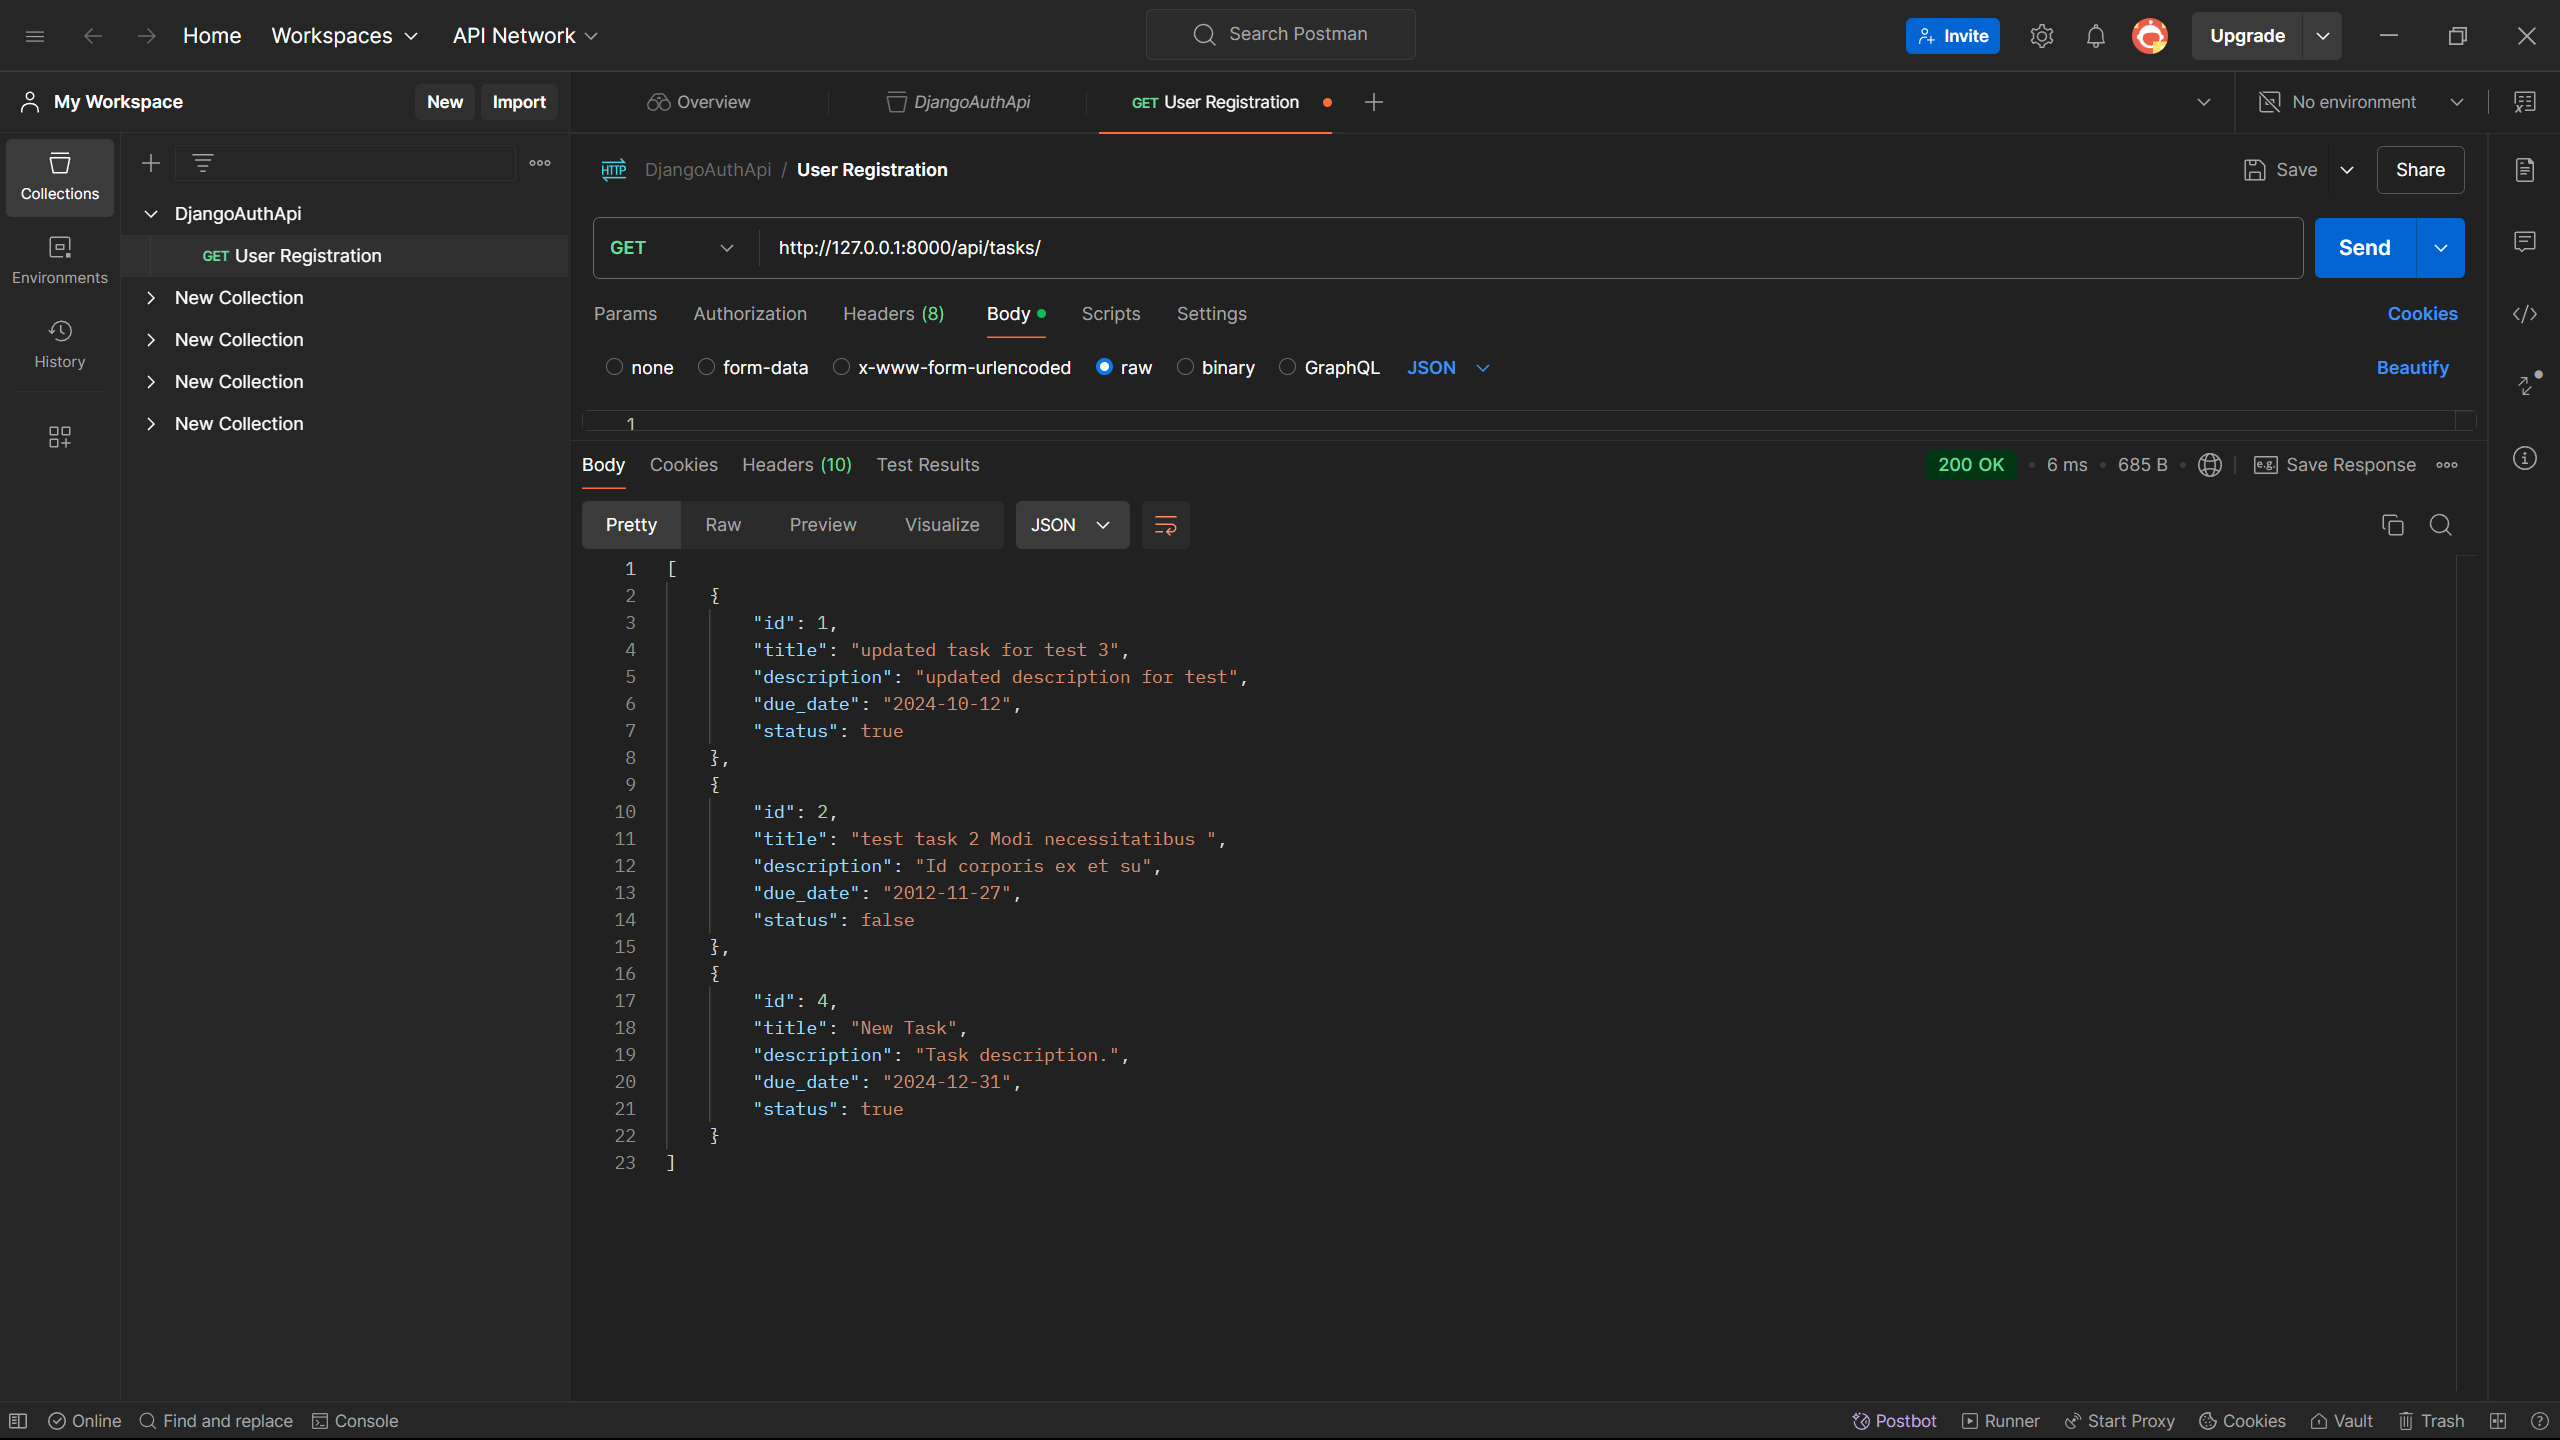 Home Workspaces API Network Search Postman Invite Upgrade
My Workspace New Import Overview DjangoAuthApi GET User Registration No environment
Collections
Environments
History
DjangoAuthApi
GET User Registration
New Collection
New Collection
New Collection
New Collection
HTTP DjangoAuthApi / User Registration Save Share
GET http://127.0.0.1:8000/api/tasks/ Send
Params Authorization Headers (8) Body Scripts Settings Cookies
none form-data x-www-form-urlencoded raw binary GraphQL JSON Beautify
1
Body Cookies Headers (10) Test Results 200 OK 6 ms 685 B e.g. Save Response
Pretty Raw Preview Visualize JSON
1 [
2 {
3 "id": 1,
4 "title": "updated task for test 3",
5 "description": "updated description for test",
6 "due_date": "2024-10-12",
7 "status": true
8 },
9 {
10 "id": 2,
11 "title": "test task 2 Modi necessitatibus ",
12 "description": "Id corporis ex et su",
13 "due_date": "2012-11-27",
14 "status": false
15 },
16 {
17 "id": 4,
18 "title": "New Task",
19 "description": "Task description.",
20 "due_date": "2024-12-31",
21 "status": true
22 }
23 ]
Online Find and replace Console Postbot Runner Start Proxy Cookies Vault Trash